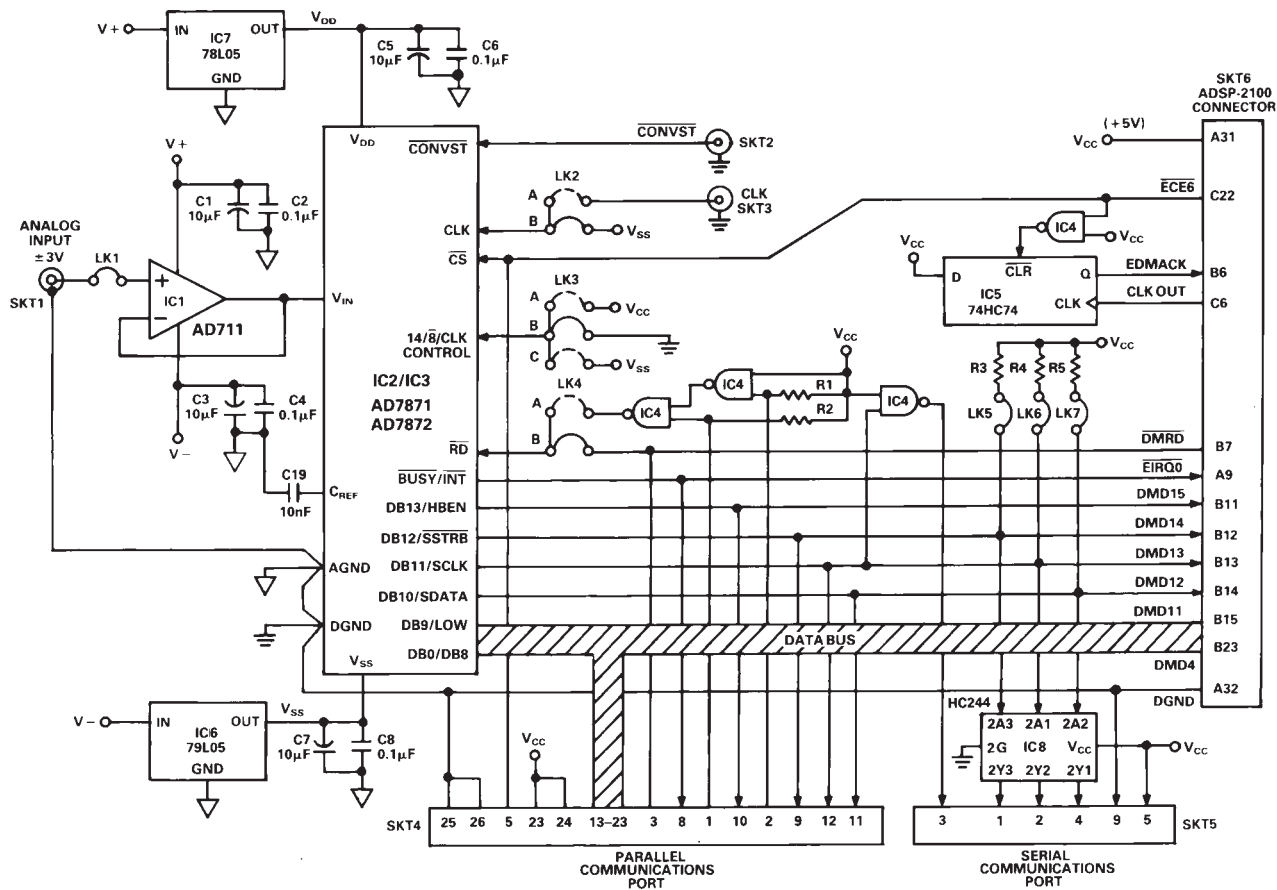 V+
IN
OUT
IC7
78L05
GND
VDD
C5
10µF
C6
0.1µF
SKT6
ADSP-2100
CONNECTOR
VDD
CONVST
CONVST
SKT2
VCC
(+5V)
A31
V+
C1
10µF
C2
0.1µF
LK2
A
B
CLK
SKT3
CLK
VSS
ECE6
C22
IC4
VCC
ANALOG
INPUT
±3V
SKT1
LK1
+
IC1
–
AD711
VIN
CS
VCC
D
CLR
Q
IC5
74HC74
CLK
EDMACK
B6
CLK OUT
C6
LK3
A
VCC
B
C
VSS
14/8/CLK
CONTROL
IC2/IC3
AD7871
AD7872
VCC
R3
R4
R5
VCC
LK4
A
B
IC4
IC4
R1
R2
IC4
LK5
LK6
LK7
C3
10µF
C4
0.1µF
V–
RD
DMRD
B7
C19
10nF
CREF
BUSY/INT
EIRQ0
A9
DB13/HBEN
DMD15
B11
DB12/SSTRB
DMD14
B12
DB11/SCLK
DMD13
B13
AGND
DB10/SDATA
DMD12
B14
DGND
DB9/LOW
DATA BUS
DMD11
B15
DB0/DB8
B23
VSS
DMD4
A32
DGND
V–
IN
OUT
IC6
79L05
GND
VSS
C7
10µF
C8
0.1µF
HC244
2A3
2A1
2A2
2G
IC8
VCC
2Y3
2Y2
2Y1
VCC
VCC
SKT4
25
26
5
23
24
13–23
3
8
1
10
2
9
12
11
3
1
2
4
9
5
SKT5
PARALLEL
COMMUNICATIONS
PORT
SERIAL
COMMUNICATIONS
PORT